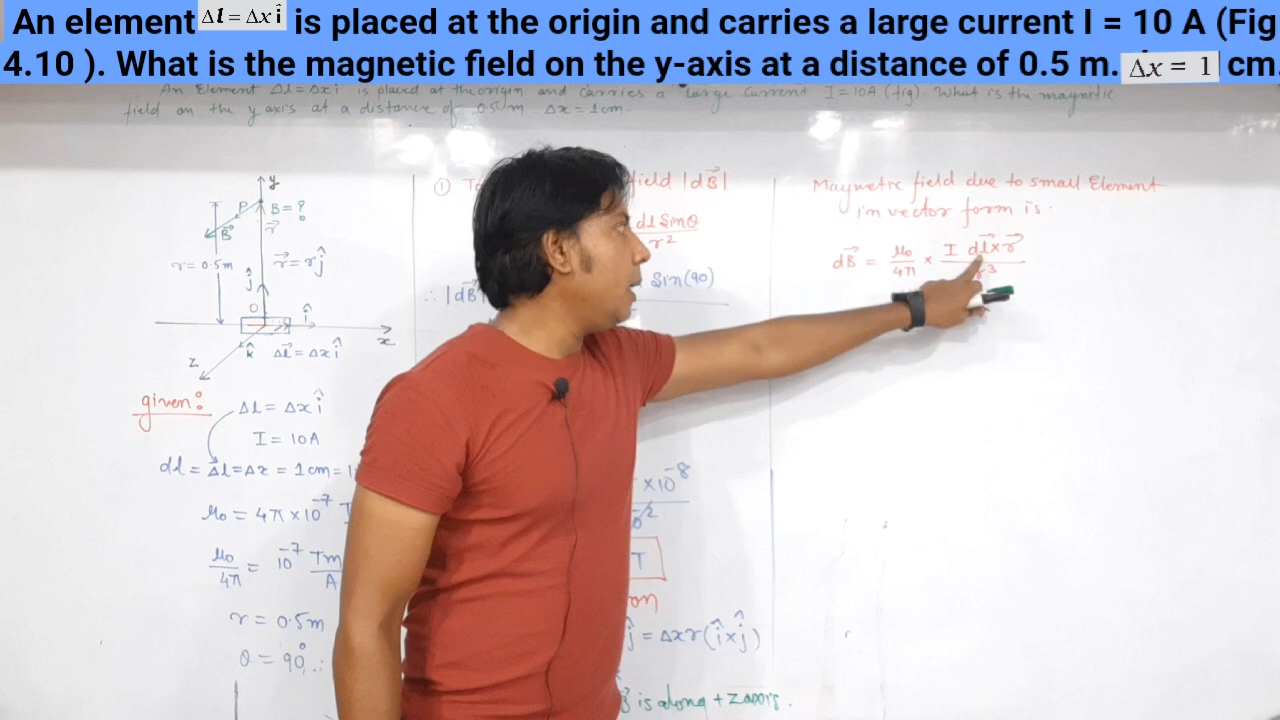 An element Δl = Δx î is placed at the origin and carries a large current I = 10 A (Fig
4.10 ). What is the magnetic field on the y-axis at a distance of 0.5 m. Δx = 1 cm.
An Element Δl = Δx î is placed at the origin and carries a large current I = 10A (fig). What is the magnetic
field on the y axis at a distance of 0.50 m. Δx = 1cm.
y
P
B = ?
B⃗
r⃗
r = 0.5m
r⃗ = r ĵ
ĵ
O
î
x
k̂
z
Δl⃗ = Δx î
given:
Δl = Δx î
I = 10A
dl = Δl = Δx = 1cm = 1
μ₀ = 4π × 10⁻⁷
μ₀/4π = 10⁻⁷ Tm/A
r = 0.5m
θ = 90°
① field |dB⃗|
dl Sinθ
r²
∴ |dB⃗
Sin(90)
× 10⁻⁸
T
on
ĵ = Δx r (î × ĵ)
is along + Z axis.
Magnetic field due to small Element
in vector form is.
dB⃗ = μ₀/4π × I dl⃗ × r⃗ / r³